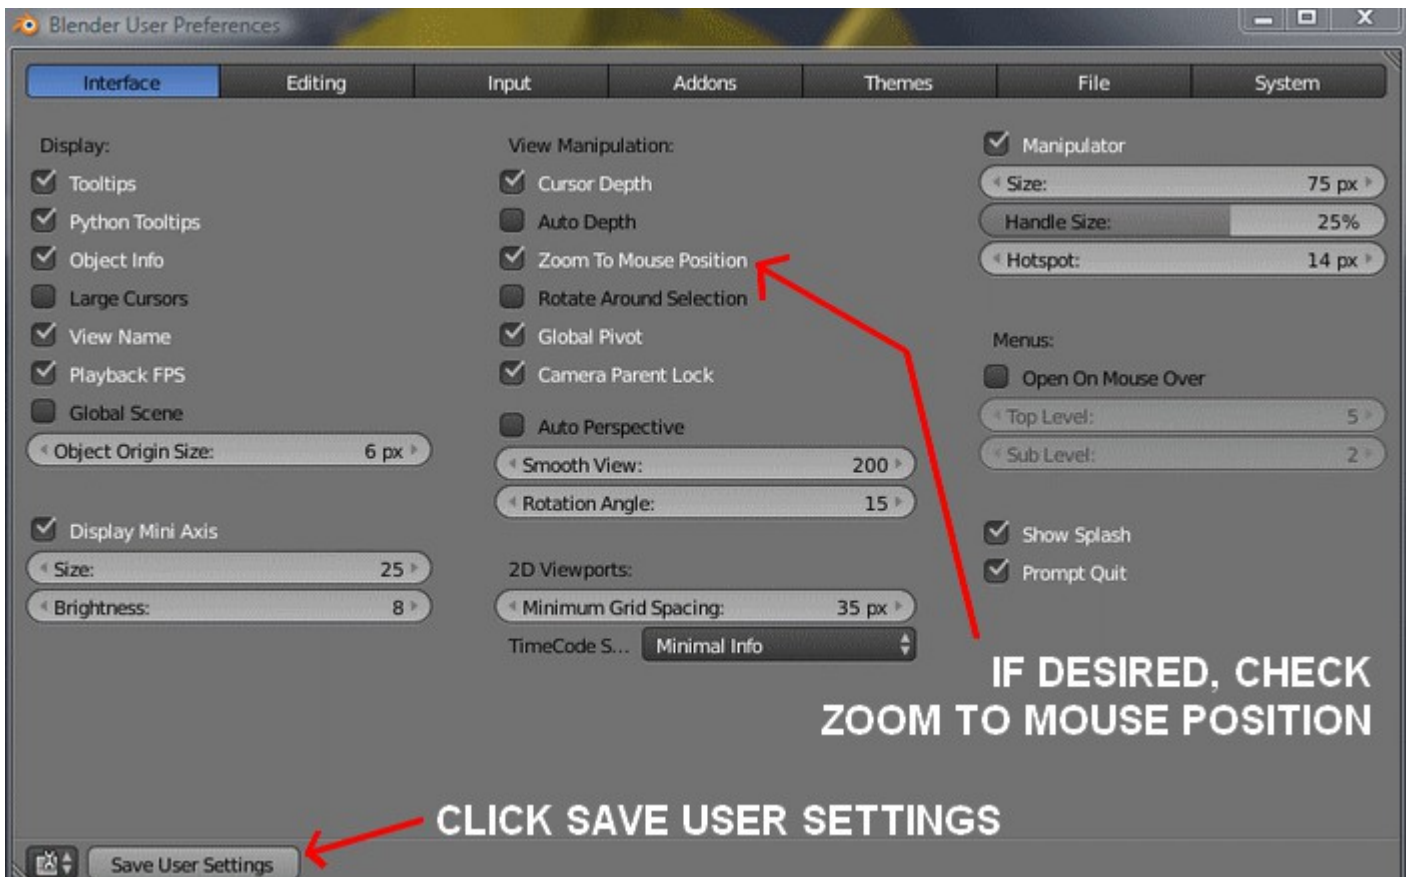 Blender User Preferences
Interface Editing Input Addons Themes File System
Display:
Tooltips
Python Tooltips
Object Info
Large Cursors
View Name
Playback FPS
Global Scene
Object Origin Size: 6 px
Display Mini Axis
Size: 25
Brightness: 8
View Manipulation:
Cursor Depth
Auto Depth
Zoom To Mouse Position
Rotate Around Selection
Global Pivot
Camera Parent Lock
Auto Perspective
Smooth View: 200
Rotation Angle: 15
2D Viewports:
Minimum Grid Spacing: 35 px
TimeCode S... Minimal Info
Manipulator
Size: 75 px
Handle Size: 25%
Hotspot: 14 px
Menus:
Open On Mouse Over
Top Level: 5
Sub Level: 2
Show Splash
Prompt Quit
IF DESIRED, CHECK
ZOOM TO MOUSE POSITION
CLICK SAVE USER SETTINGS
Save User Settings